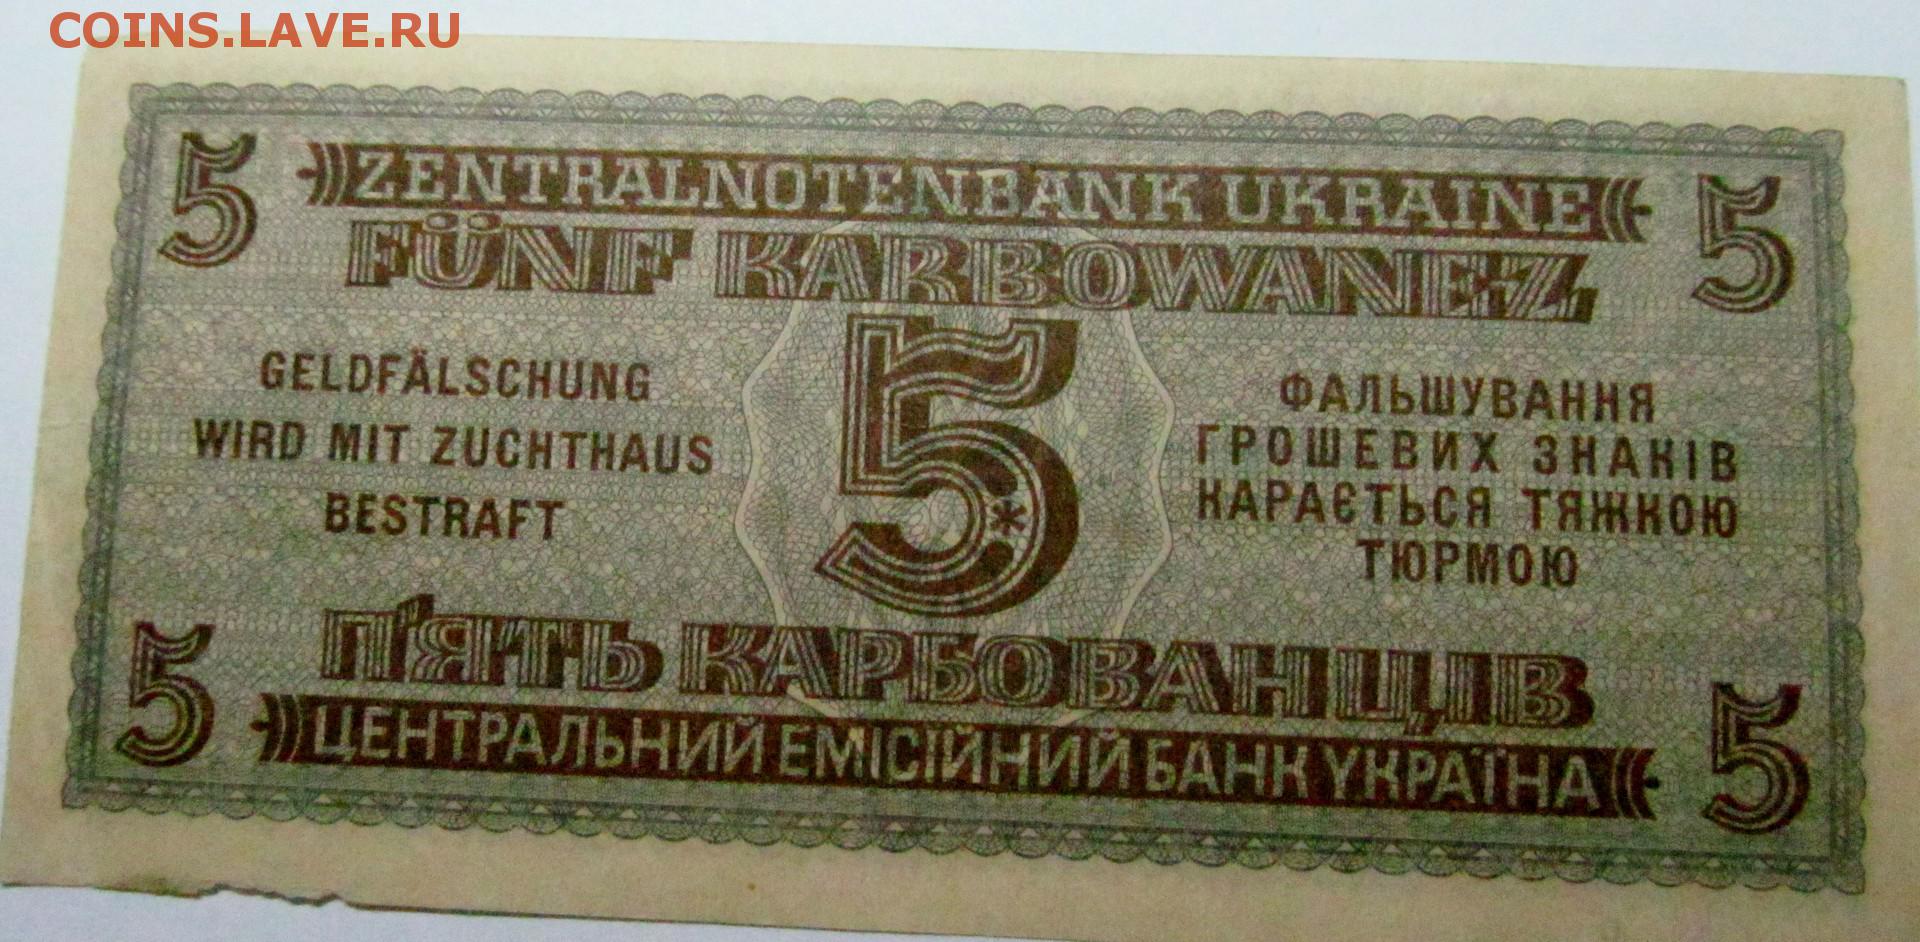 COINS.LAVE.RU
5 ZENTRALNOTENBANK UKRAINE 5
FÜNF KARBOWANEZ
GELDFÄLSCHUNG
WIRD MIT ZUCHTHAUS
BESTRAFT
5
ФАЛЬШУВАННЯ
ГРОШЕВИХ ЗНАКІВ
КАРАЄТЬСЯ ТЯЖКОЮ
ТЮРМОЮ
П'ЯТЬ КАРБОВАНЦІВ
5 ЦЕНТРАЛЬНИЙ ЕМІСІЙНИЙ БАНК УКРАЇНА 5